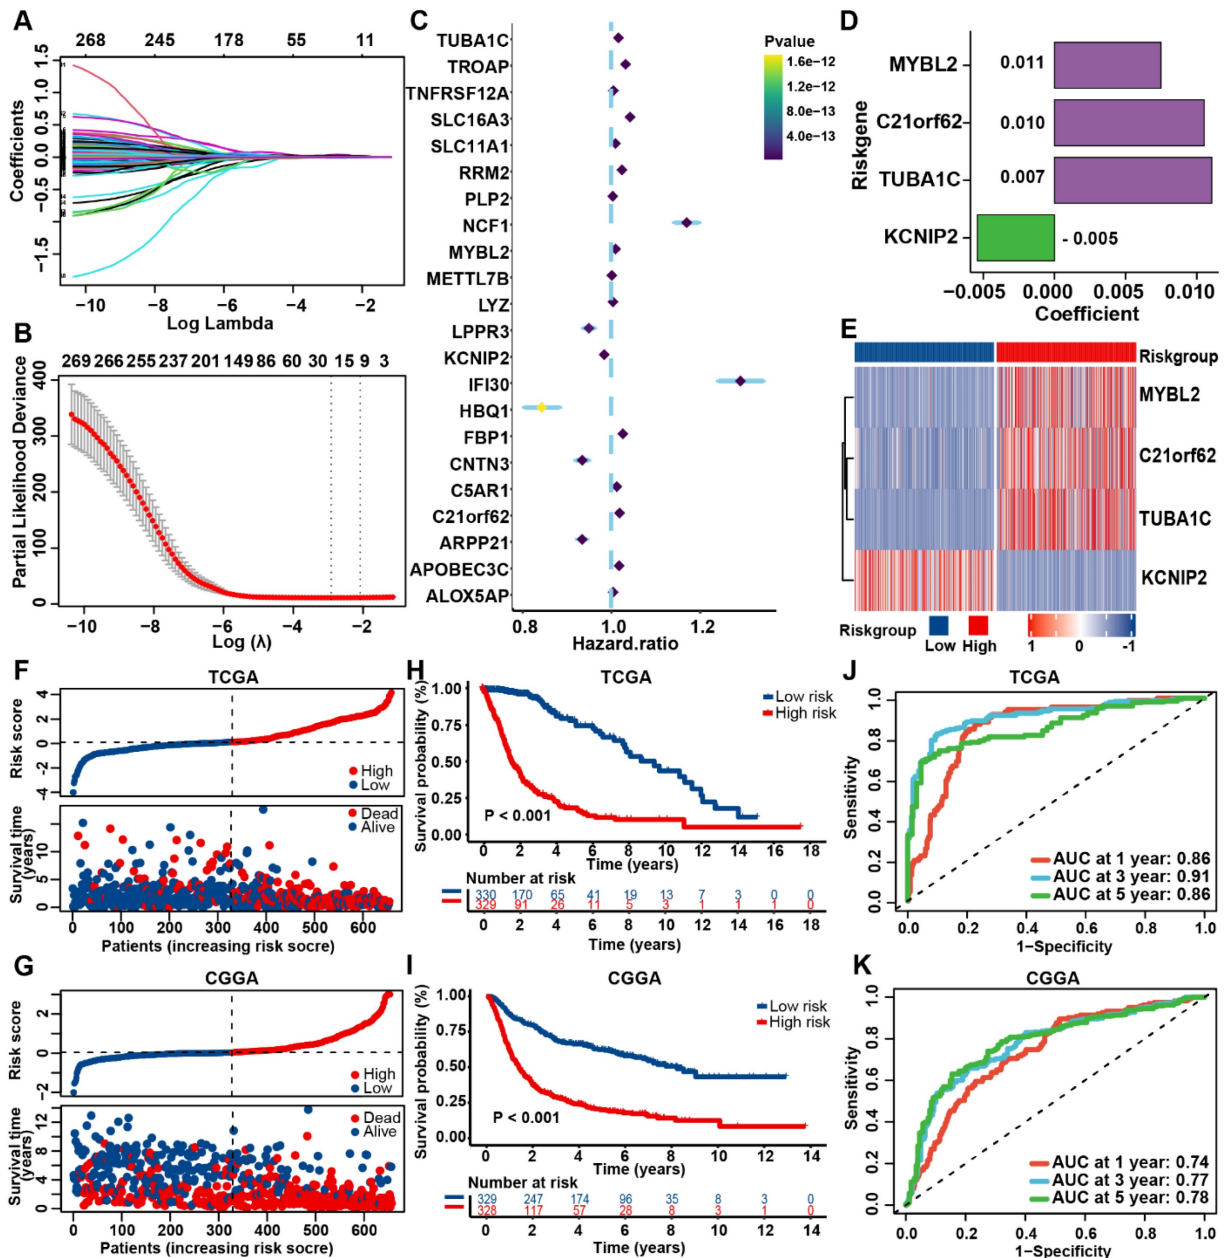 A
268 245 178 55 11
Coefficients
1.5
1.0
0.5
0.0
−0.5
−1.5
−10 −8 −6 −4 −2
Log Lambda
B
269 266 255 237 201 149 86 60 30 15 9 3
Partial Likelihood Deviance
400
300
200
100
0
−10 −8 −6 −4 −2
Log (λ)
C
TUBA1C
TROAP
TNFRSF12A
SLC16A3
SLC11A1
RRM2
PLP2
NCF1
MYBL2
METTL7B
LYZ
LPPR3
KCNIP2
IFI30
HBQ1
FBP1
CNTN3
C5AR1
C21orf62
ARPP21
APOBEC3C
ALOX5AP
0.8 1.0 1.2
Hazard.ratio
Pvalue
1.6e−12
1.2e−12
8.0e−13
4.0e−13
D
Riskgene
MYBL2 0.011
C21orf62 0.010
TUBA1C 0.007
KCNIP2 - 0.005
−0.005 0.000 0.005 0.010
Coefficient
E
Riskgroup
MYBL2
C21orf62
TUBA1C
KCNIP2
Riskgroup
Low High
1 0 -1
F
TCGA
Risk score
4
2
0
−2
−4
High
Low
Survival time
(years)
10
5
0
Dead
Alive
0 100 200 300 400 500 600
Patients (increasing risk socre)
G
CGGA
Risk score
2
0
−2
High
Low
Survival time
(years)
12
8
4
0
Dead
Alive
0 100 200 300 400 500 600
Patients (increasing risk socre)
H
TCGA
Survival probability (%)
1.00
0.75
0.50
0.25
0.00
Low risk
High risk
P < 0.001
0 2 4 6 8 10 12 14 16 18
Time (years)
Number at risk
330 170 65 41 19 13 7 3 0 0
329 91 26 11 5 3 1 1 1 0
0 2 4 6 8 10 12 14 16 18
Time (years)
I
CGGA
Survival probability (%)
1.00
0.75
0.50
0.25
0.00
Low risk
High risk
P < 0.001
0 2 4 6 8 10 12 14
Time (years)
Number at risk
329 247 174 96 35 8 3 0
328 117 57 28 8 3 1 0
0 2 4 6 8 10 12 14
Time (years)
J
TCGA
Sensitivity
1.0
0.8
0.6
0.4
0.2
0.0
AUC at 1 year: 0.86
AUC at 3 year: 0.91
AUC at 5 year: 0.86
0.0 0.2 0.4 0.6 0.8 1.0
1−Specificity
K
CGGA
Sensitivity
1.0
0.8
0.6
0.4
0.2
0.0
AUC at 1 year: 0.74
AUC at 3 year: 0.77
AUC at 5 year: 0.78
0.0 0.2 0.4 0.6 0.8 1.0
1−Specificity